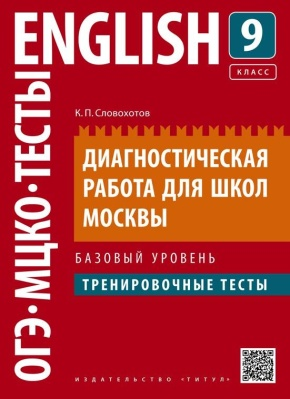 ENGLISH 9
КЛАСС
ОГЭ·МЦКО·ТЕСТЫ
К. П. Словохотов
ДИАГНОСТИЧЕСКАЯ
РАБОТА ДЛЯ ШКОЛ
МОСКВЫ
БАЗОВЫЙ УРОВЕНЬ
ТРЕНИРОВОЧНЫЕ ТЕСТЫ
ИЗДАТЕЛЬСТВО «ТИТУЛ»